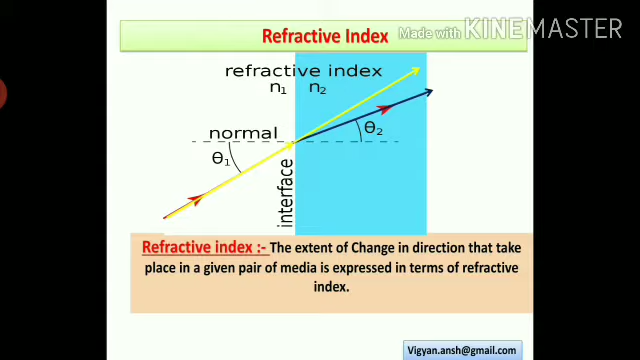 Refractive Index
Made with KINEMASTER
refractive index
n1 n2
normal
θ1
θ2
interface
Refractive index :- The extent of Change in direction that take
place in a given pair of media is expressed in terms of refractive
index.
Vigyan.ansh@gmail.com